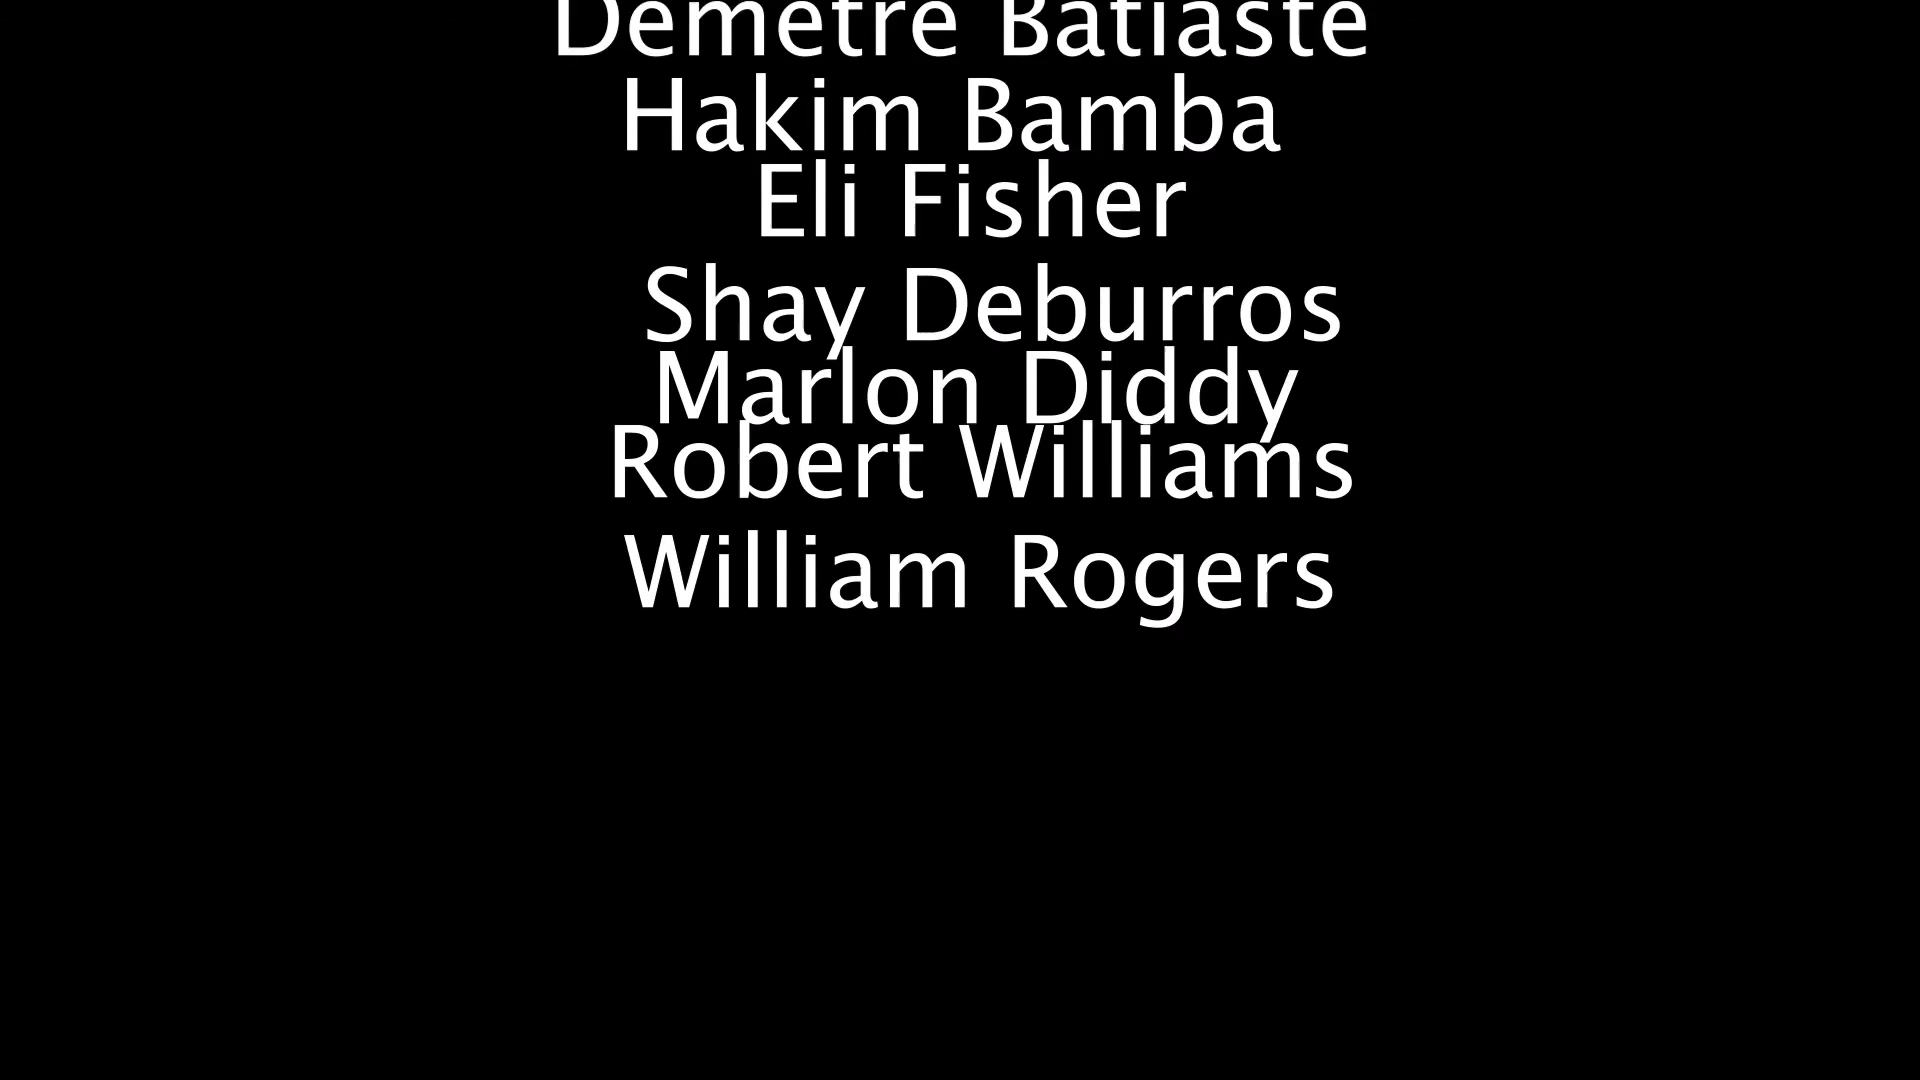 Demetre Batiaste
Hakim Bamba
Eli Fisher
Shay Deburros
Marlon Diddy
Robert Williams
William Rogers